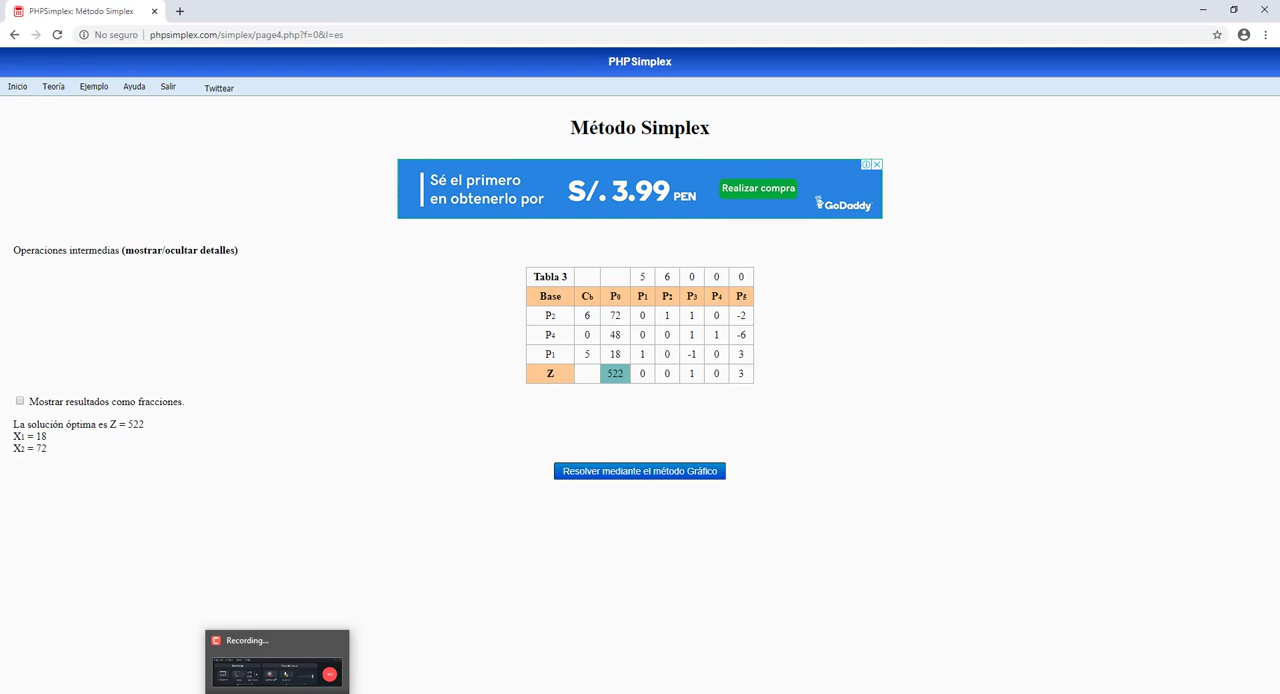 PHPSimplex: Método Simplex
No seguro
phpsimplex.com/simplex/page4.php?f=0&l=es
PHPSimplex
Inicio Teoría Ejemplo Ayuda Salir Twittear
Método Simplex
Sé el primero
en obtenerlo por
S/. 3.99 PEN
Realizar compra
GoDaddy
Operaciones intermedias (mostrar/ocultar detalles)
Tabla 3 5 6 0 0 0
Base Cb P0 P1 P2 P3 P4 P5
P2 6 72 0 1 1 0 -2
P4 0 48 0 0 1 1 -6
P1 5 18 1 0 -1 0 3
Z 522 0 0 1 0 3
Mostrar resultados como fracciones.
La solución óptima es Z = 522
X1 = 18
X2 = 72
Resolver mediante el método Gráfico
Recording...